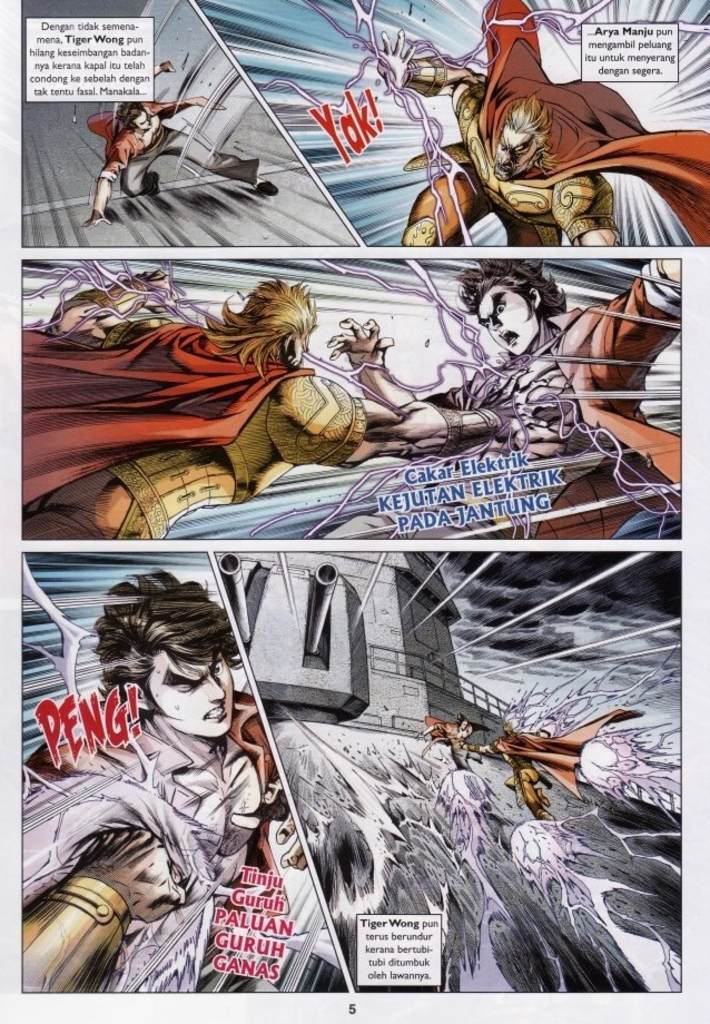 Dengan tidak semena-
mena, Tiger Wong pun
hilang keseimbangan badan-
nya kerana kapal itu telah
condong ke sebelah dengan
tak tentu fasal. Manakala...
...Arya Manju pun
mengambil peluang
itu untuk menyerang
dengan segera.
Yak!
Cakar Elektrik
KEJUTAN ELEKTRIK
PADA JANTUNG
PENG!
Tinju
Guruh
PALUAN
GURUH
GANAS
Tiger Wong pun
terus berundur
kerana bertubi-
tubi ditumbuk
oleh lawannya.
5